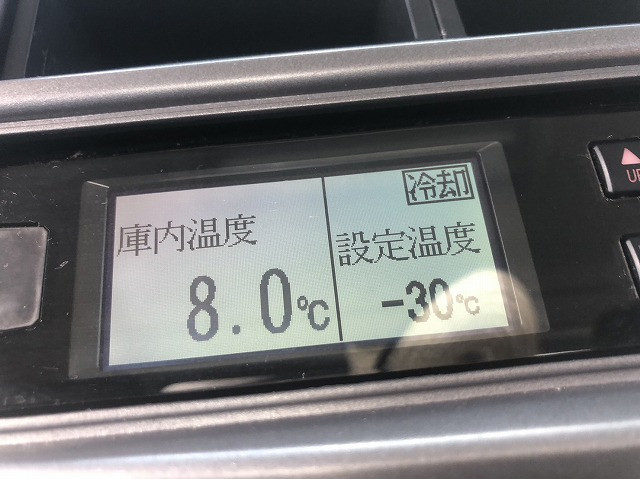 冷却
庫内温度
8.0℃
設定温度
-30℃
UP